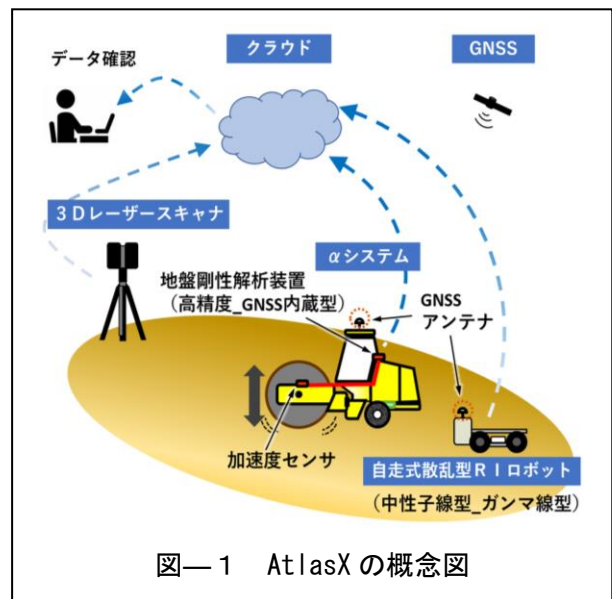 クラウド
GNSS
データ確認
3Dレーザースキャナ
αシステム
地盤剛性解析装置
(高精度_GNSS内蔵型)
GNSS
アンテナ
加速度センサ
自走式散乱型RIロボット
(中性子線型_ガンマ線型)
図―1 AtlasXの概念図